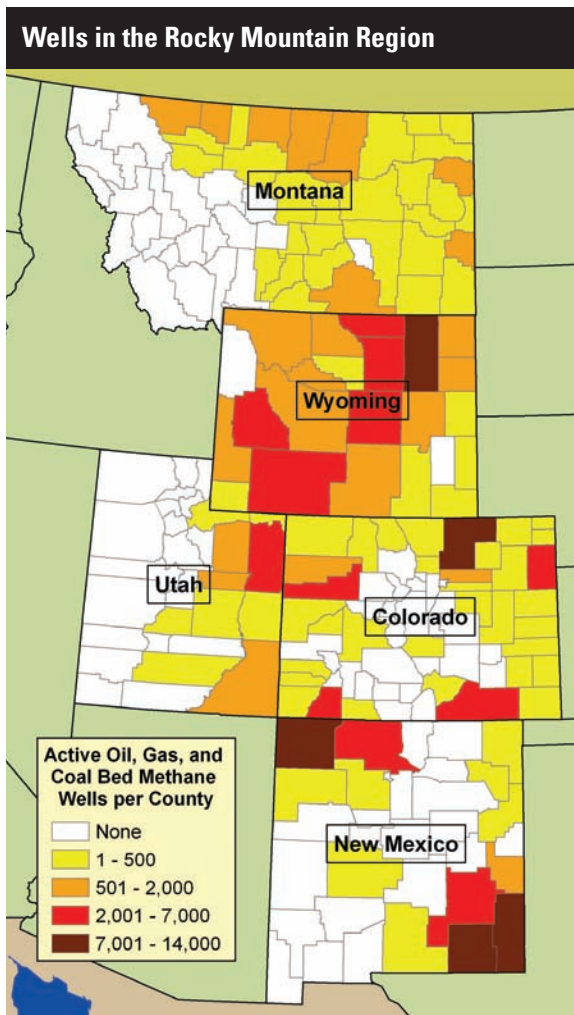 Wells in the Rocky Mountain Region
Montana
Wyoming
Utah
Colorado
New Mexico
Active Oil, Gas, and
Coal Bed Methane
Wells per County
None
1 - 500
501 - 2,000
2,001 - 7,000
7,001 - 14,000